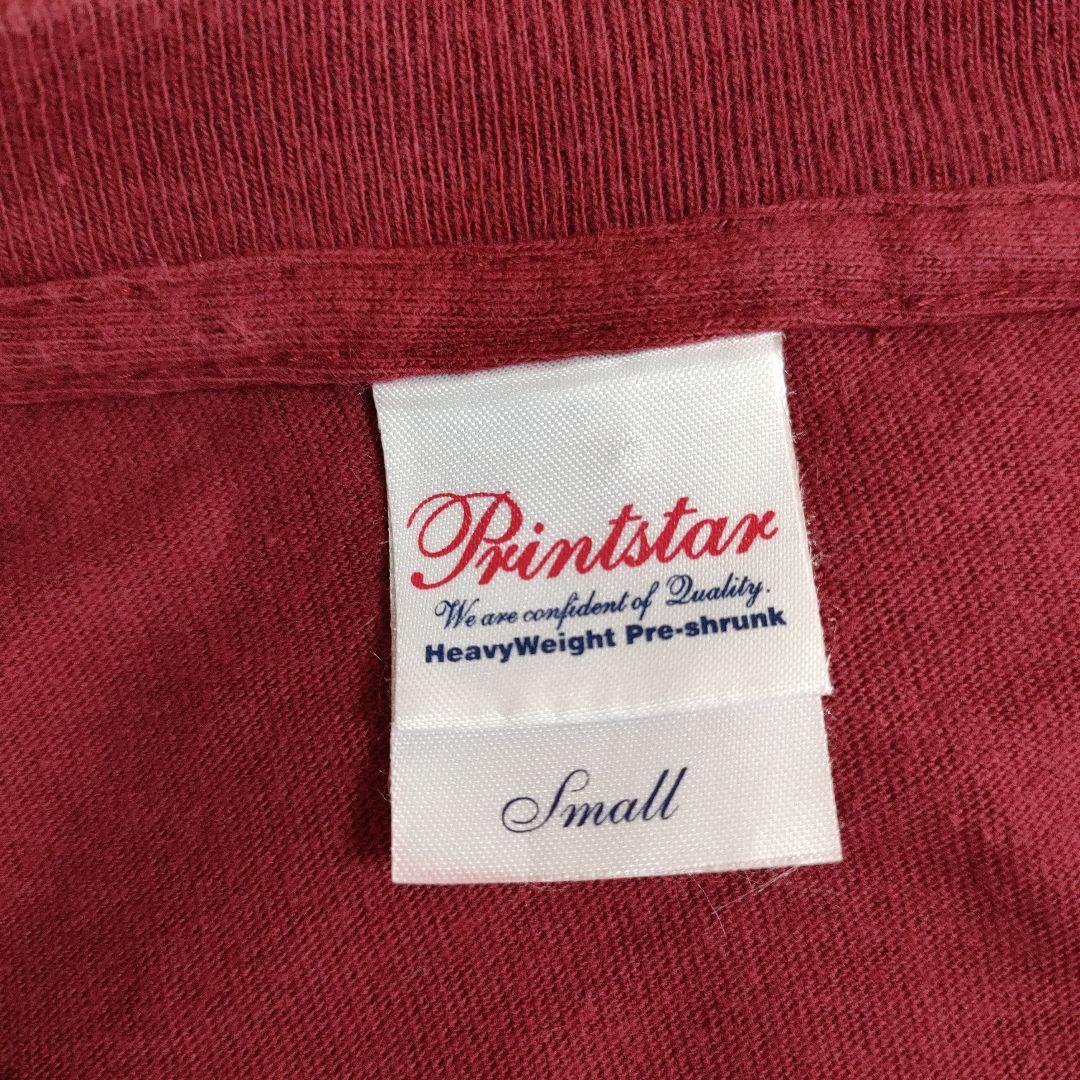 Printstar
We are confident of Quality.
HeavyWeight Pre-shrunk
Small